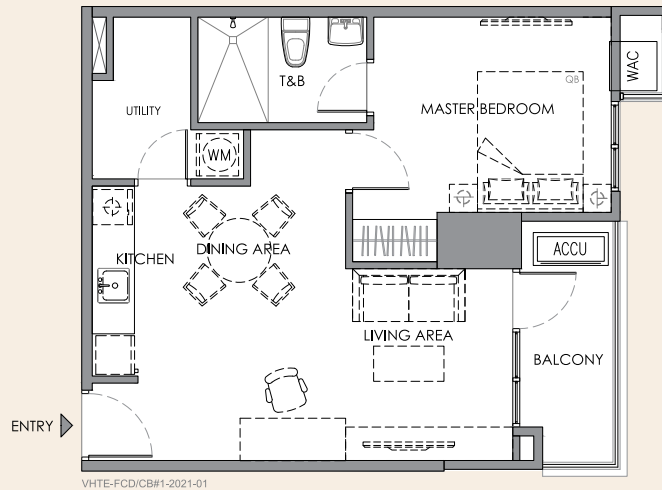 WAC
T&B
QB
UTILITY
MASTER BEDROOM
WM
DINING AREA
KITCHEN
ACCU
LIVING AREA
BALCONY
ENTRY
VHTE-FCD/CB#1-2021-01